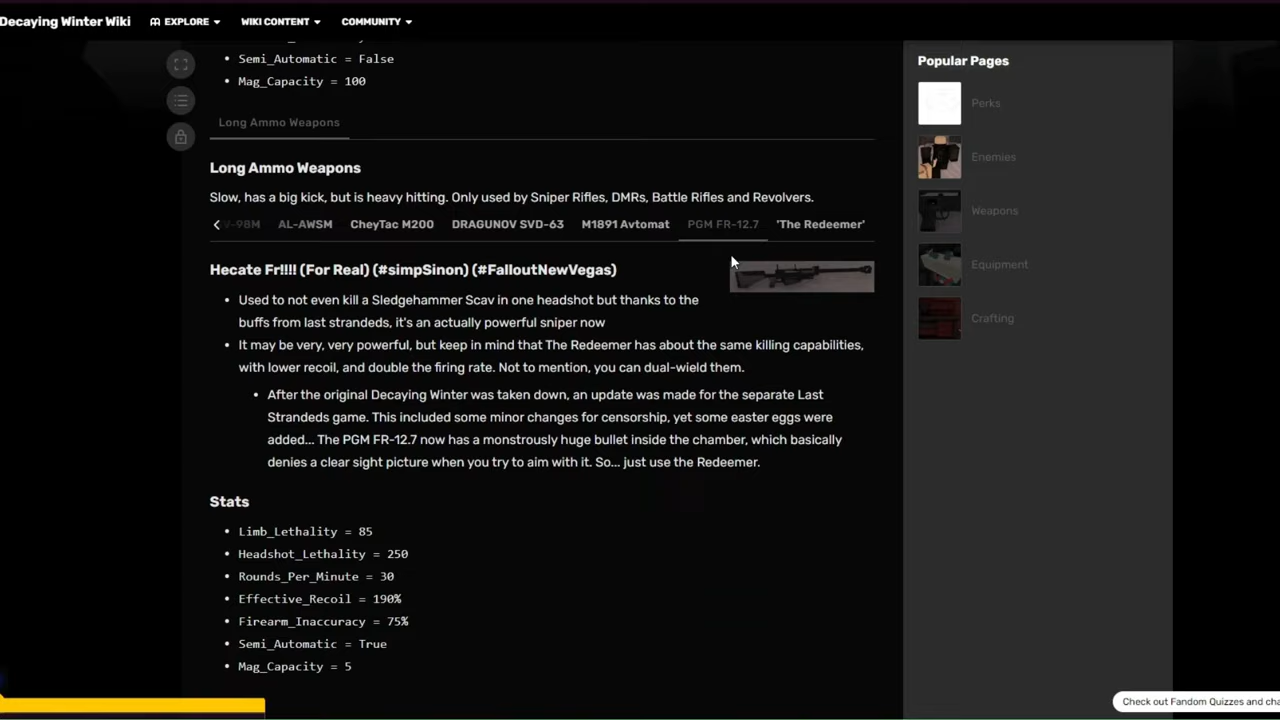 Decaying Winter Wiki
EXPLORE
WIKI CONTENT
COMMUNITY
Semi_Automatic = False
Mag_Capacity = 100
Long Ammo Weapons
Long Ammo Weapons
Slow, has a big kick, but is heavy hitting. Only used by Sniper Rifles, DMRs, Battle Rifles and Revolvers.
-98M AL-AWSM CheyTac M200 DRAGUNOV SVD-63 M1891 Avtomat PGM FR-12.7 'The Redeemer'
Hecate Fr!!!! (For Real) (#simpSinon) (#FalloutNewVegas)
Used to not even kill a Sledgehammer Scav in one headshot but thanks to the
buffs from last strandeds, it's an actually powerful sniper now
It may be very, very powerful, but keep in mind that The Redeemer has about the same killing capabilities,
with lower recoil, and double the firing rate. Not to mention, you can dual-wield them.
After the original Decaying Winter was taken down, an update was made for the separate Last
Strandeds game. This included some minor changes for censorship, yet some easter eggs were
added... The PGM FR-12.7 now has a monstrously huge bullet inside the chamber, which basically
denies a clear sight picture when you try to aim with it. So... just use the Redeemer.
Stats
Limb_Lethality = 85
Headshot_Lethality = 250
Rounds_Per_Minute = 30
Effective_Recoil = 190%
Firearm_Inaccuracy = 75%
Semi_Automatic = True
Mag_Capacity = 5
Popular Pages
Perks
Enemies
Weapons
Equipment
Crafting
Check out Fandom Quizzes and cha